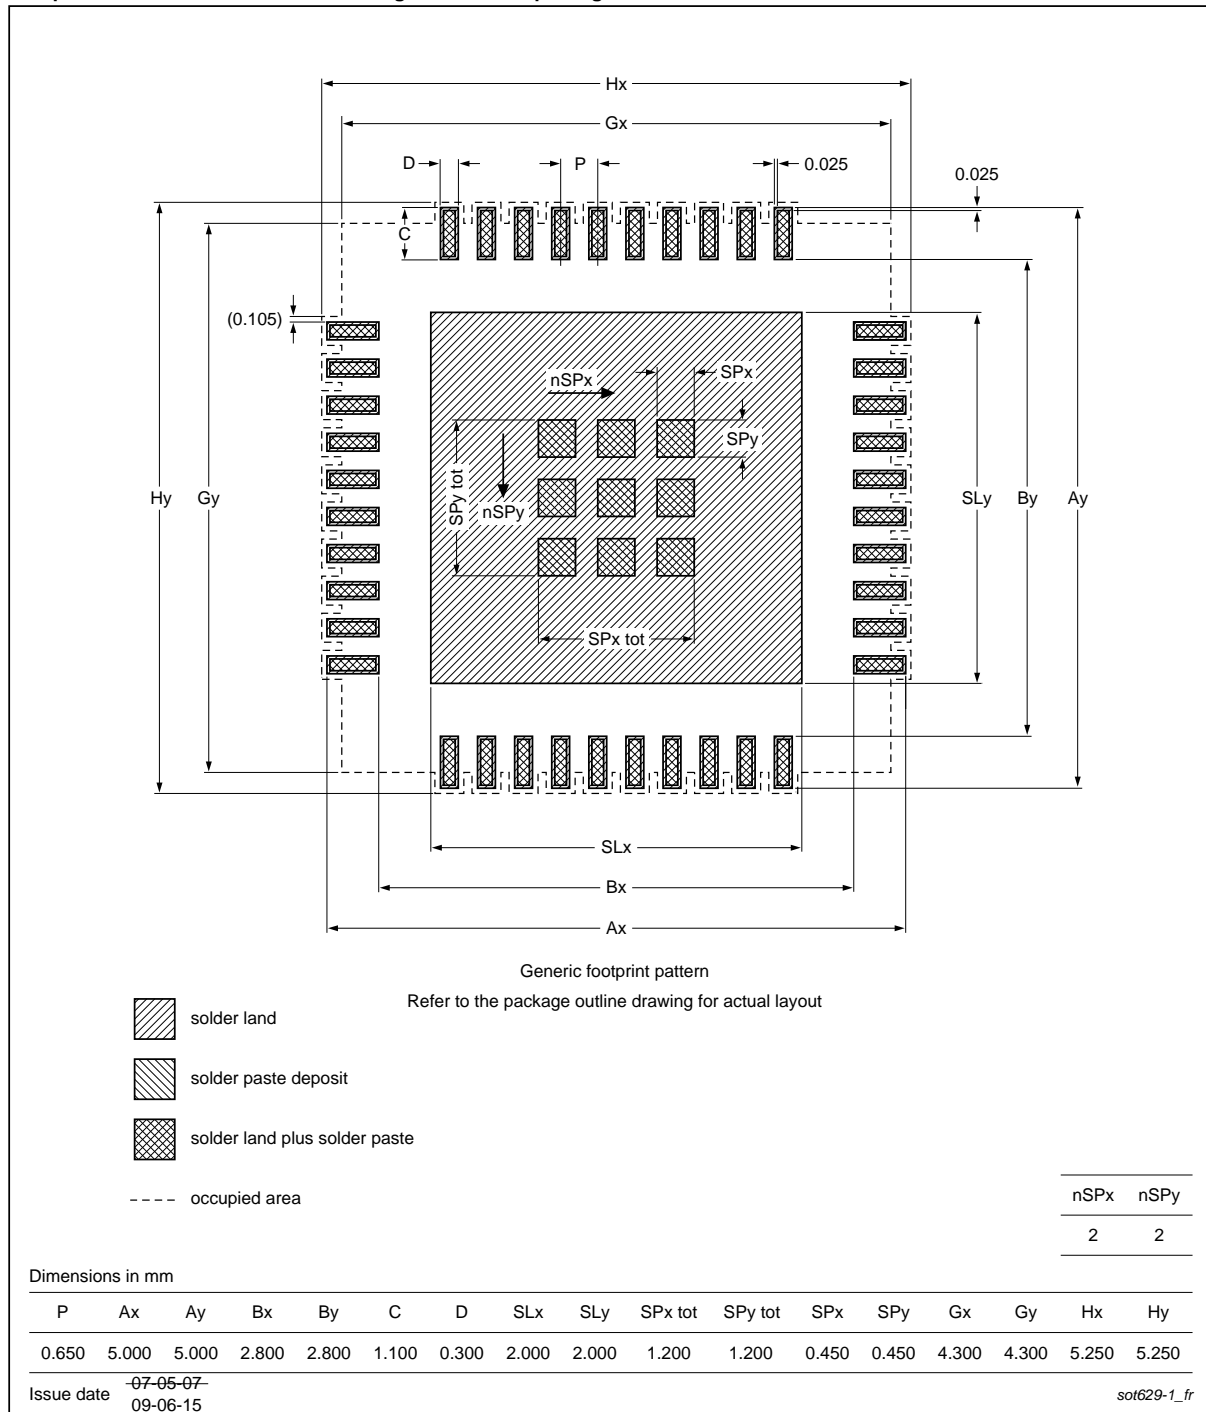 Hx
Gx
D P 0.025
0.025
C
(0.105)
nSPx SPx
SPy
SPy tot
nSPy
Hy Gy SLy By Ay
SPx tot
SLx
Bx
Ax
Generic footprint pattern
Refer to the package outline drawing for actual layout
solder land
solder paste deposit
solder land plus solder paste
occupied area
nSPx nSPy
2 2
Dimensions in mm
P Ax Ay Bx By C D SLx SLy SPx tot SPy tot SPx SPy Gx Gy Hx Hy
0.650 5.000 5.000 2.800 2.800 1.100 0.300 2.000 2.000 1.200 1.200 0.450 0.450 4.300 4.300 5.250 5.250
Issue date 07-05-07
09-06-15
sot629-1_fr